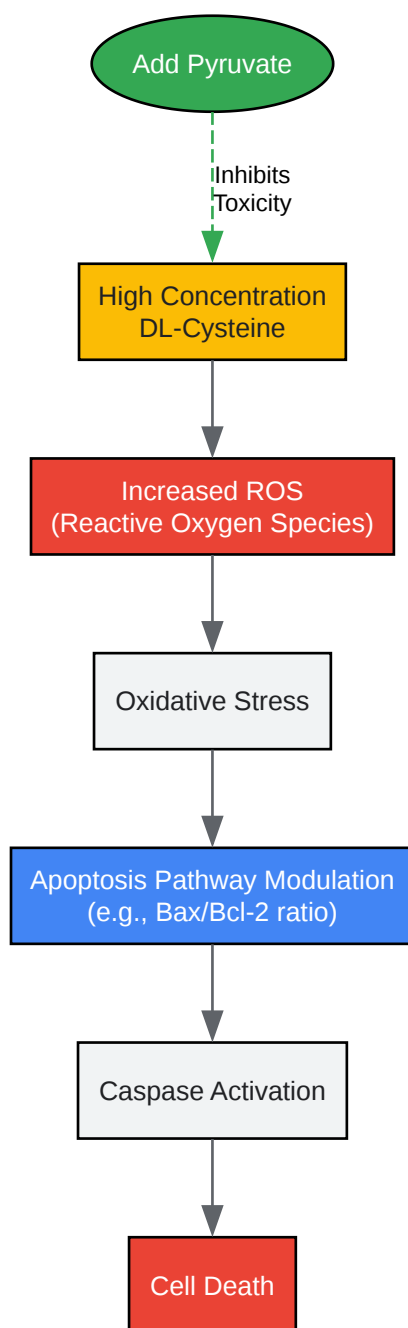 Add Pyruvate
Inhibits
Toxicity
High Concentration
DL-Cysteine
Increased ROS
(Reactive Oxygen Species)
Oxidative Stress
Apoptosis Pathway Modulation
(e.g., Bax/Bcl-2 ratio)
Caspase Activation
Cell Death